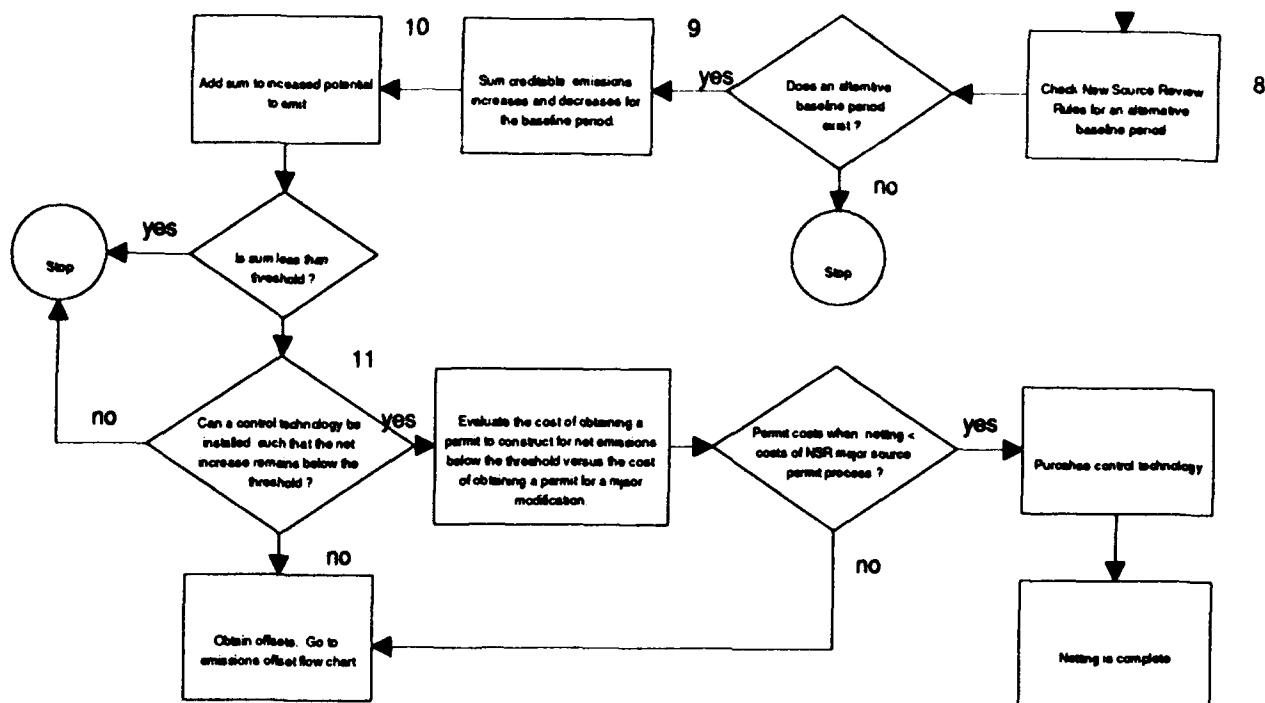 8
Check New Source Review
Rules for an alternative
baseline period
Does an alterntive
baseline period
exist ?
yes
no
Stop
9
Sum creditable emissions
increases and decreases for
the baseline period
10
Add sum to inceased potential
to emit
Is sum less than
threshold ?
yes
Stop
11
Can a control technology be
installed such that the net
increase remains below the
threshold ?
no
yes
no
Evaluate the cost of obtaining a
permit to construct for net emissions
below the threshold versus the cost
of obtaining a permit for a major
modification
Permit costs when netting <
costs of NSR major source
permit process ?
yes
no
Purcahse control technology
Netting is complete
Obtain offsets. Go to
emissions offset flow chart